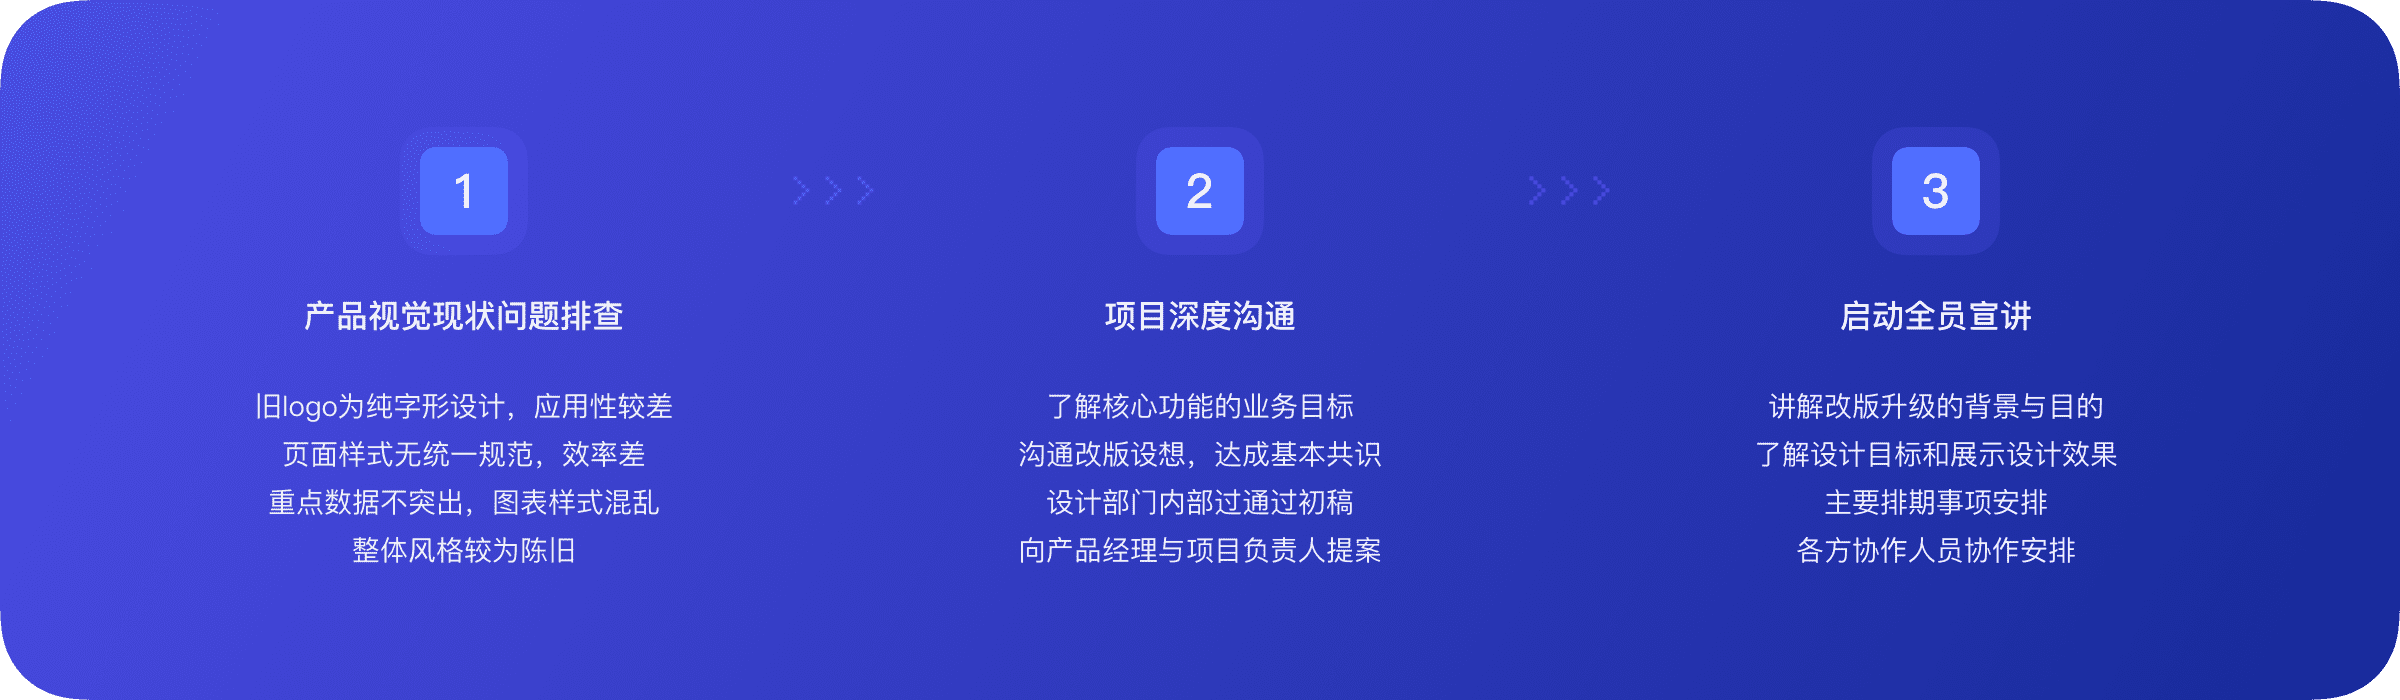 1
产品视觉现状问题排查
旧logo为纯字形设计，应用性较差
页面样式无统一规范，效率差
重点数据不突出，图表样式混乱
整体风格较为陈旧
2
项目深度沟通
了解核心功能的业务目标
沟通改版设想，达成基本共识
设计部门内部过通过初稿
向产品经理与项目负责人提案
3
启动全员宣讲
讲解改版升级的背景与目的
了解设计目标和展示设计效果
主要排期事项安排
各方协作人员协作安排